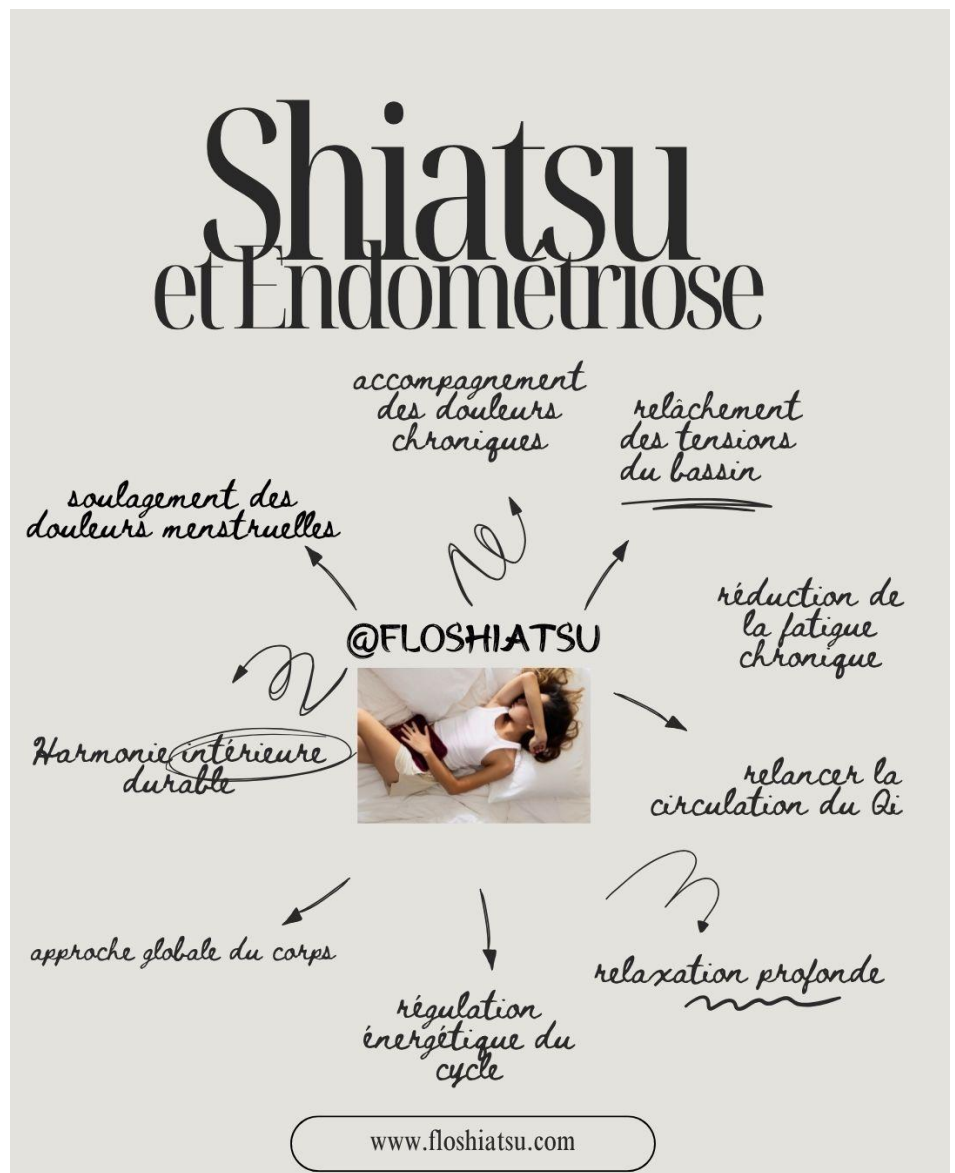 Shiatsu
et Endométriose
accompagnement
des douleurs
chroniques
relâchement
des tensions
du bassin
soulagement des
douleurs menstruelles
réduction de
la fatigue
chronique
@FLOSHIATSU
Harmonie intérieure
durable
relancer la
circulation du Qi
approche globale du corps
relaxation profonde
régulation
énergétique du
cycle
www.floshiatsu.com